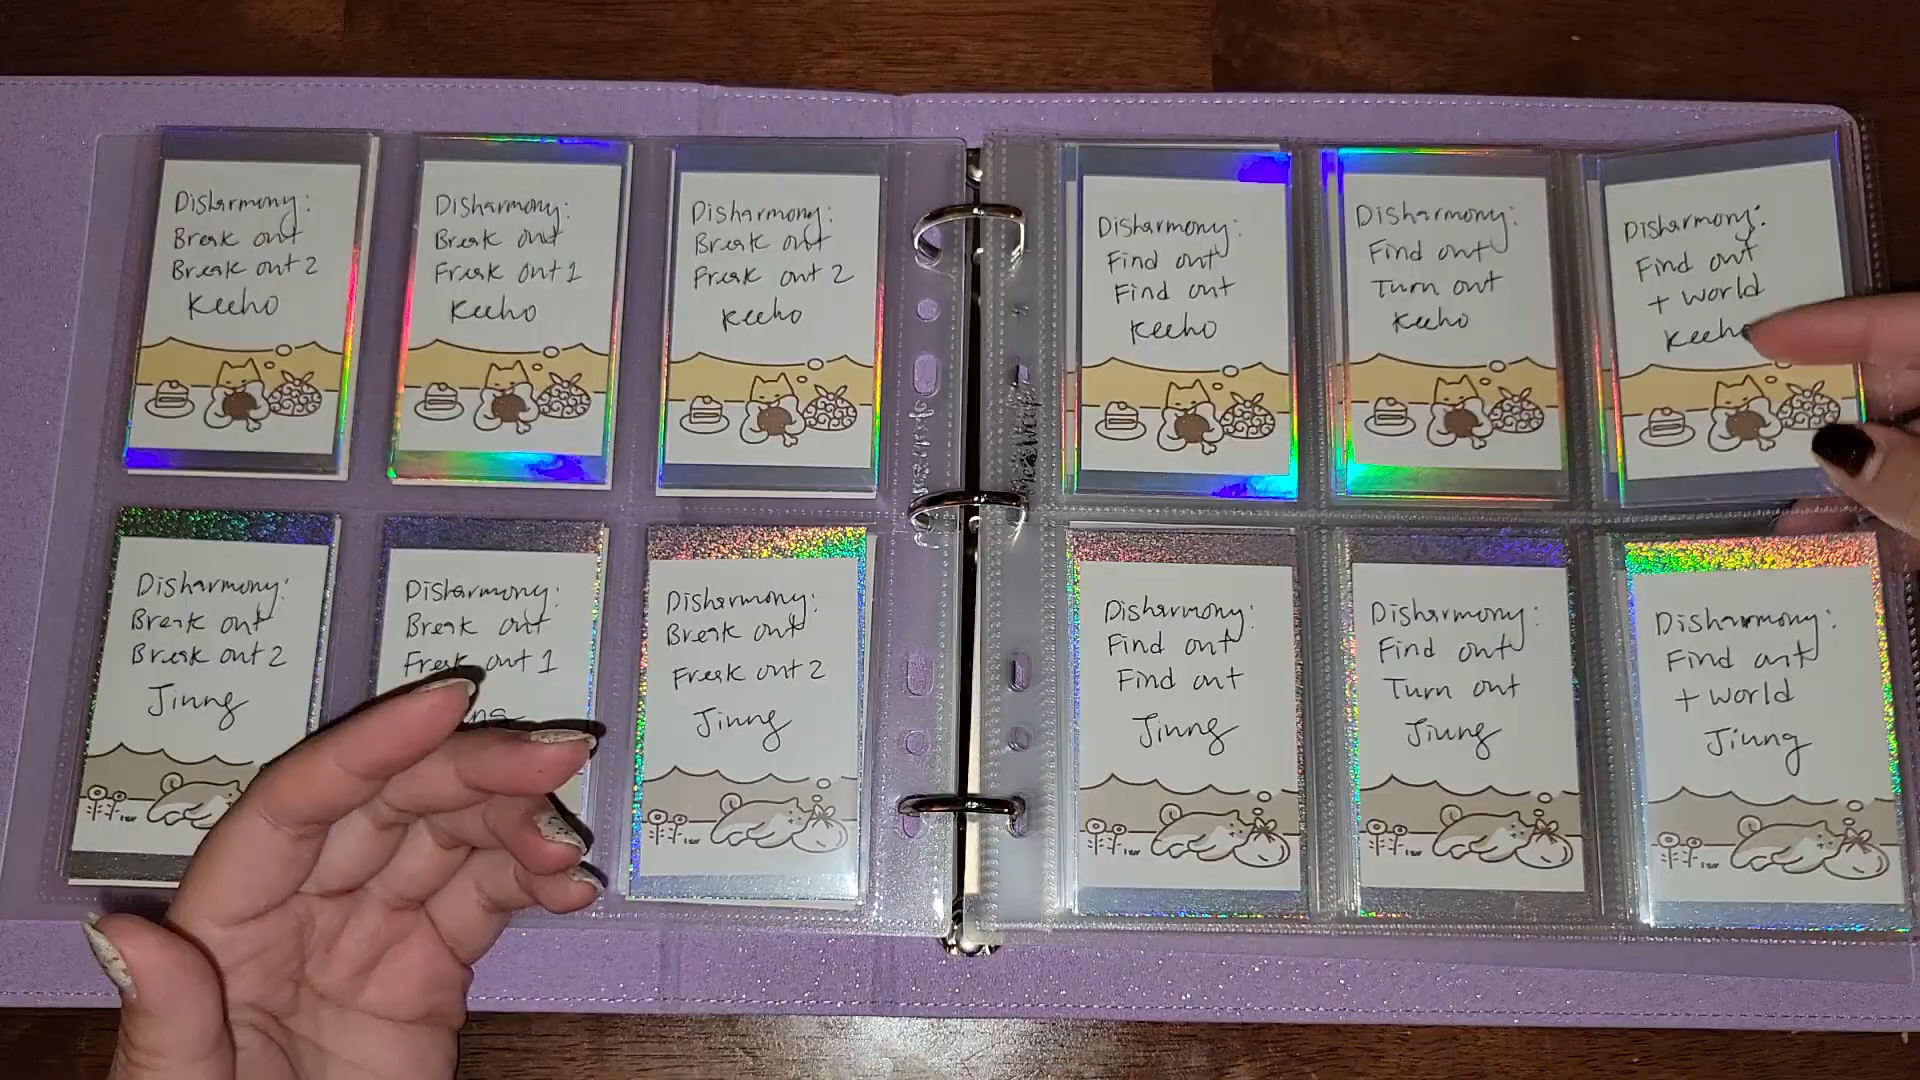 Disharmony:
Break out
Break out 2
Keeho
Disharmony:
Break out
Freak out 1
Keeho
Disharmony:
Break out
Freak out 2
Keeho
Disharmony:
Find out
Find out
Keeho
Disharmony:
Find out
Turn out
Keeho
Disharmony:
Find out
+ World
Keeho
Disharmony:
Break out
Break out 2
Jiung
Disharmony:
Break out
Freak out 1
Disharmony:
Break out
Freak out 2
Jiung
Disharmony:
Find out
Find out
Jiung
Disharmony:
Find out
Turn out
Jiung
Disharmony:
Find out
+ World
Jiung